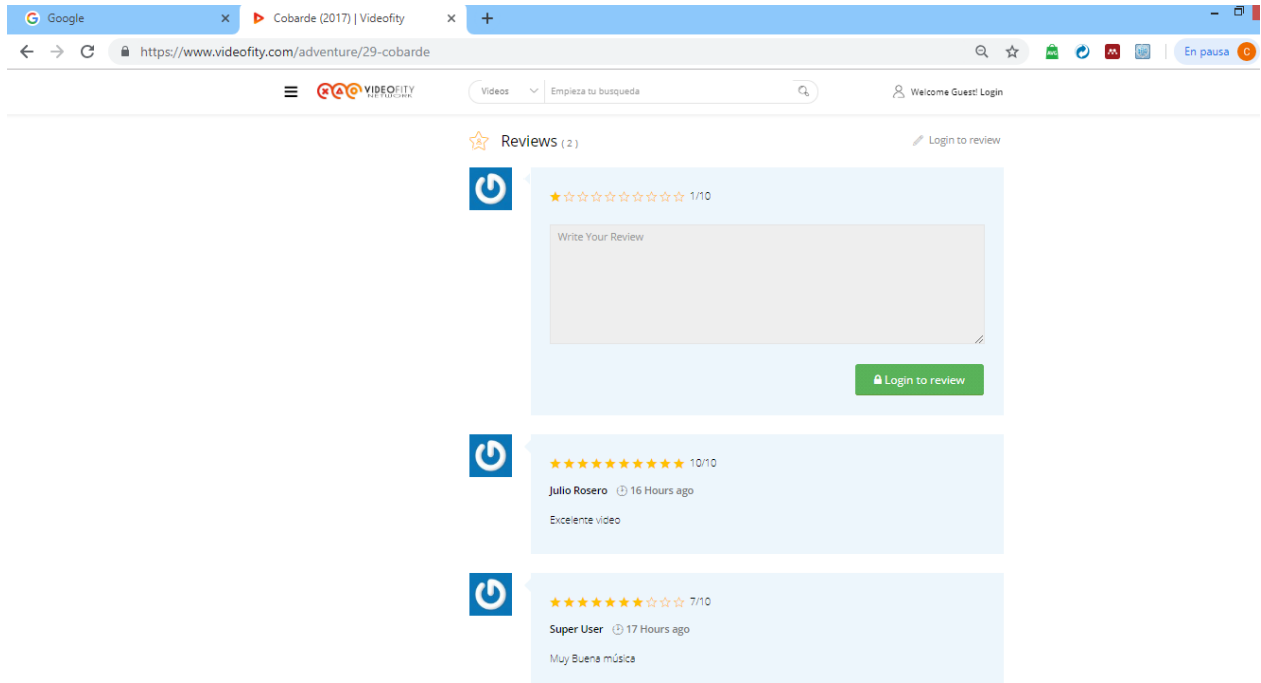 Google
Cobarde (2017) | Videofity
https://www.videofity.com/adventure/29-cobarde
En pausa C
VIDEOFITY
NETWORK
Videos
Empieza tu busqueda
Welcome Guest! Login
Reviews ( 2 )
Login to review
1/10
Write Your Review
Login to review
10/10
Julio Rosero 16 Hours ago
Excelente video
7/10
Super User 17 Hours ago
Muy Buena música